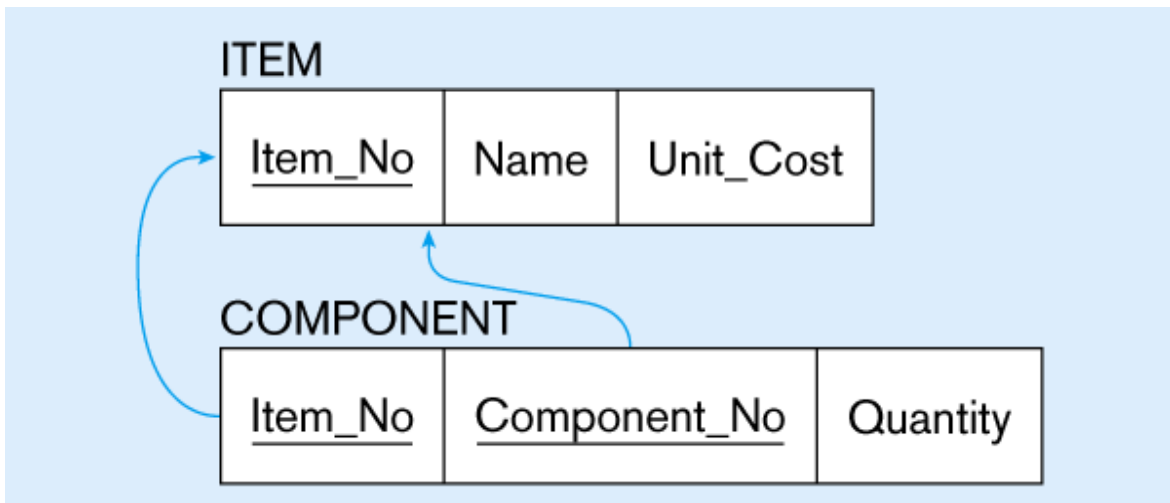 ITEM
Item_No Name Unit_Cost
COMPONENT
Item_No Component_No Quantity